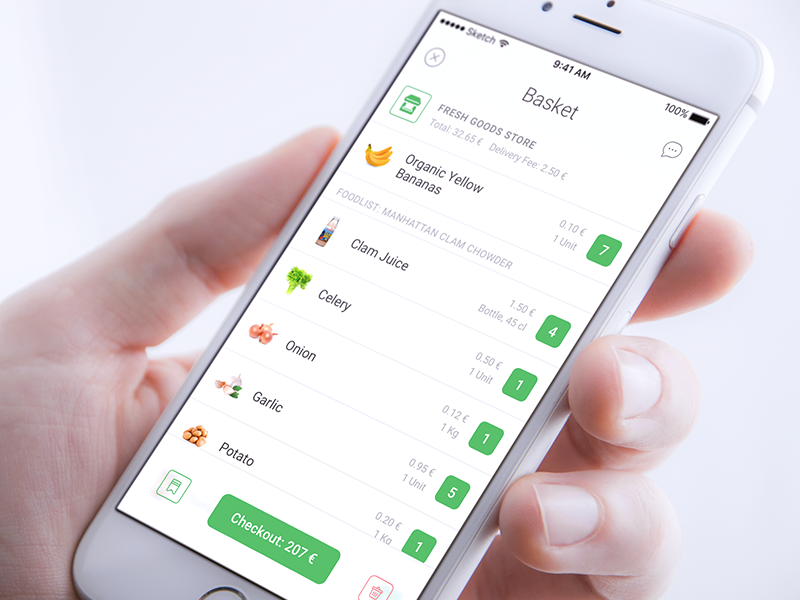 ●●●●● Sketch
9:41 AM
100%
Basket
FRESH GOODS STORE
Total: 32.65 € Delivery Fee: 2.50 €
Organic Yellow
Bananas
0.10 €
1 Unit
7
FOODLIST: MANHATTAN CLAM CHOWDER
Clam Juice
1.50 €
Bottle, 45 cl
4
Celery
0.50 €
1 Unit
1
Onion
0.12 €
1 Kg
1
Garlic
0.95 €
1 Unit
5
Potato
0.20 €
1 Kg
1
Checkout: 207 €